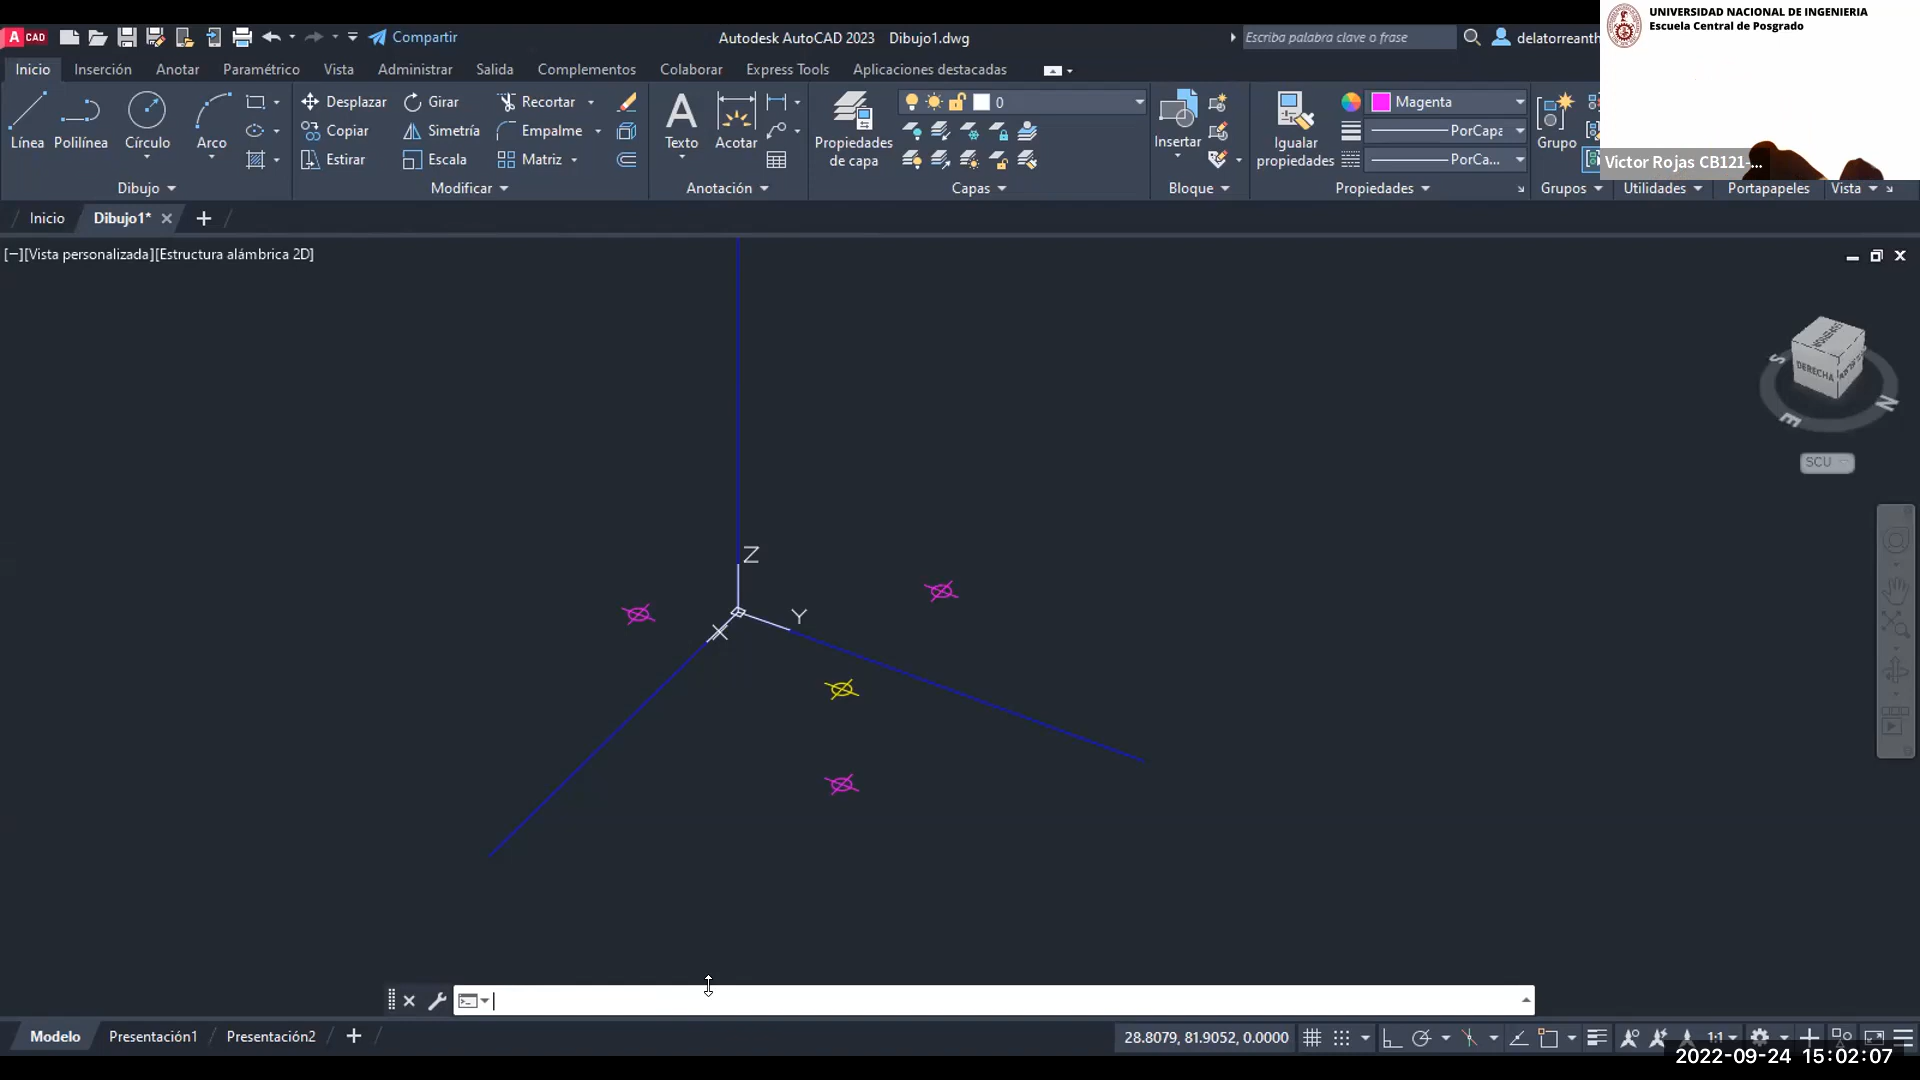 UNIVERSIDAD NACIONAL DE INGENIERIA
Escuela Central de Posgrado
A CAD Compartir Autodesk AutoCAD 2023 Dibujo1.dwg Escriba palabra clave o frase delatorreanth
Inicio Inserción Anotar Paramétrico Vista Administrar Salida Complementos Colaborar Express Tools Aplicaciones destacadas
Desplazar Girar Recortar 0 Magenta
Copiar Simetría Empalme PorCapa
Línea Polilínea Círculo Arco Texto Acotar Propiedades de capa Insertar Igualar propiedades Grupo
Estirar Escala Matriz PorCa...
Victor Rojas CB121-...
Dibujo Modificar Anotación Capas Bloque Propiedades Grupos Utilidades Portapapeles Vista
Inicio Dibujo1* +
[−][Vista personalizada][Estructura alámbrica 2D]
DERECHA
S
N
E
SCU
Z
Y
X
Modelo Presentación1 Presentación2 + 28.8079, 81.9052, 0.0000 1:1
2022-09-24 15:02:07